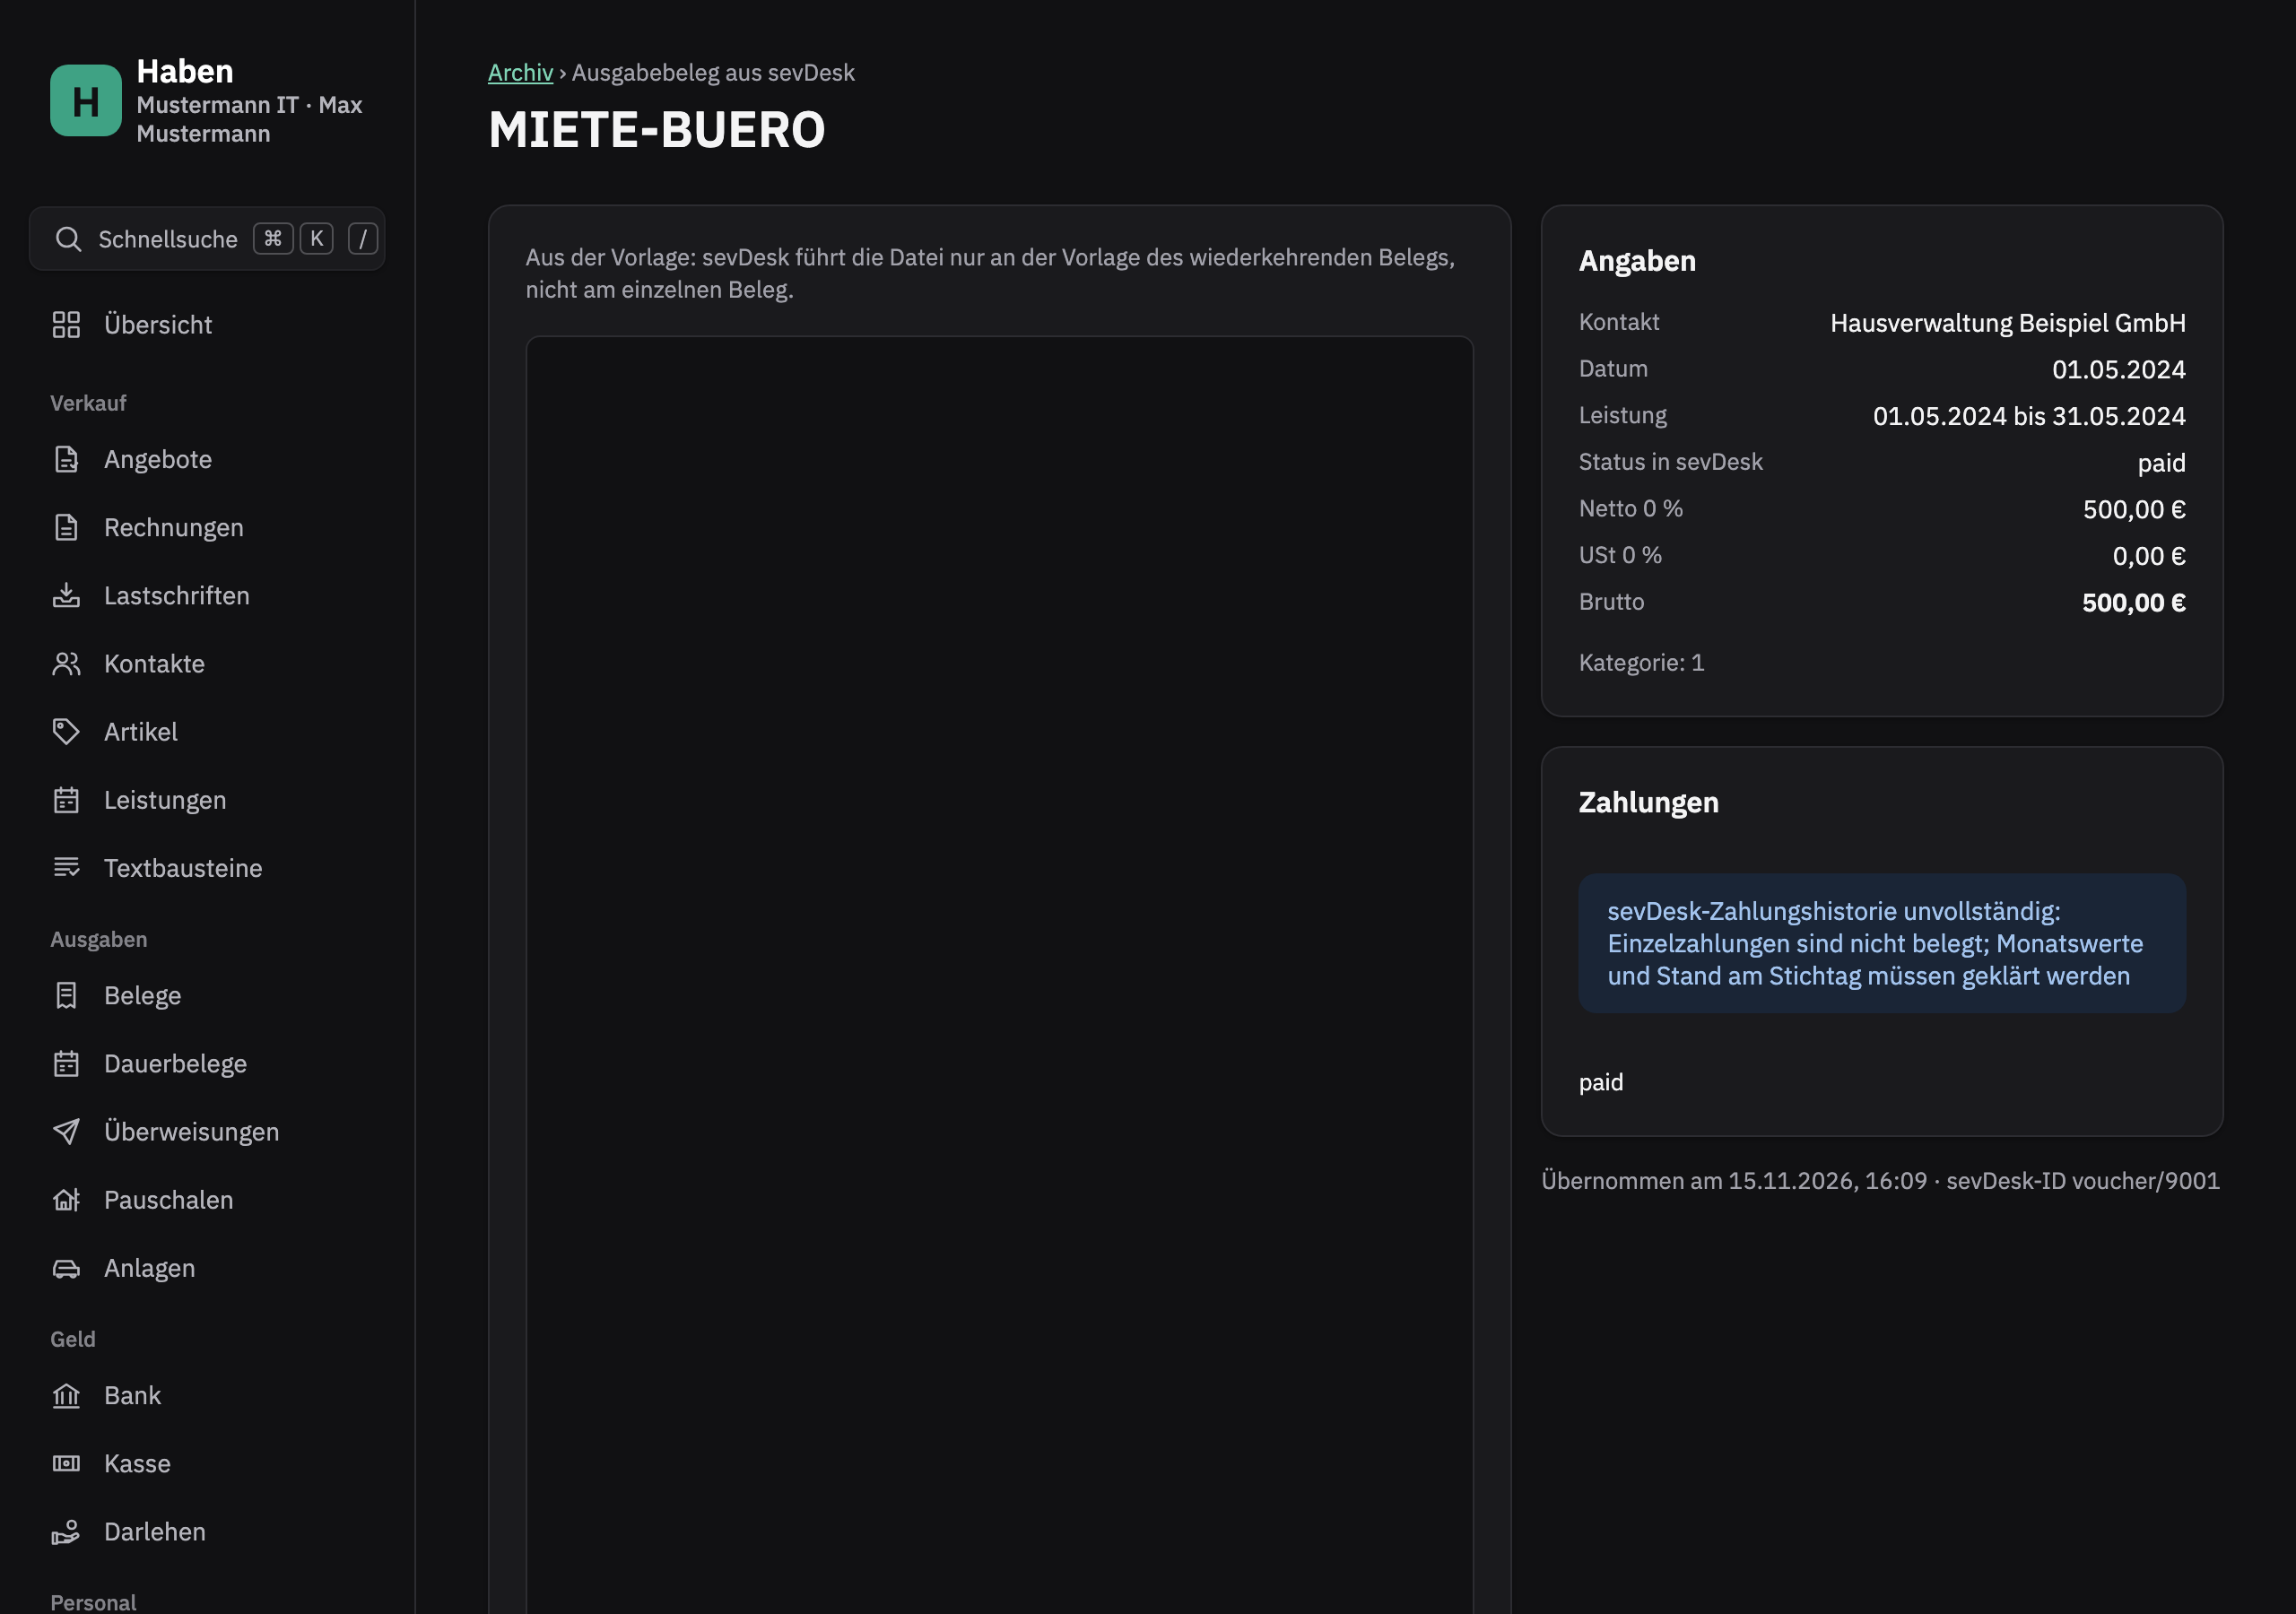 H
Haben
Mustermann IT · Max
Mustermann
Schnellsuche ⌘ K /
Übersicht
Verkauf
Angebote
Rechnungen
Lastschriften
Kontakte
Artikel
Leistungen
Textbausteine
Ausgaben
Belege
Dauerbelege
Überweisungen
Pauschalen
Anlagen
Geld
Bank
Kasse
Darlehen
Personal
Archiv › Ausgabebeleg aus sevDesk
MIETE-BUERO
Aus der Vorlage: sevDesk führt die Datei nur an der Vorlage des wiederkehrenden Belegs,
nicht am einzelnen Beleg.
Angaben
Kontakt Hausverwaltung Beispiel GmbH
Datum 01.05.2024
Leistung 01.05.2024 bis 31.05.2024
Status in sevDesk paid
Netto 0 % 500,00 €
USt 0 % 0,00 €
Brutto 500,00 €
Kategorie: 1
Zahlungen
sevDesk-Zahlungshistorie unvollständig:
Einzelzahlungen sind nicht belegt; Monatswerte
und Stand am Stichtag müssen geklärt werden
paid
Übernommen am 15.11.2026, 16:09 · sevDesk-ID voucher/9001